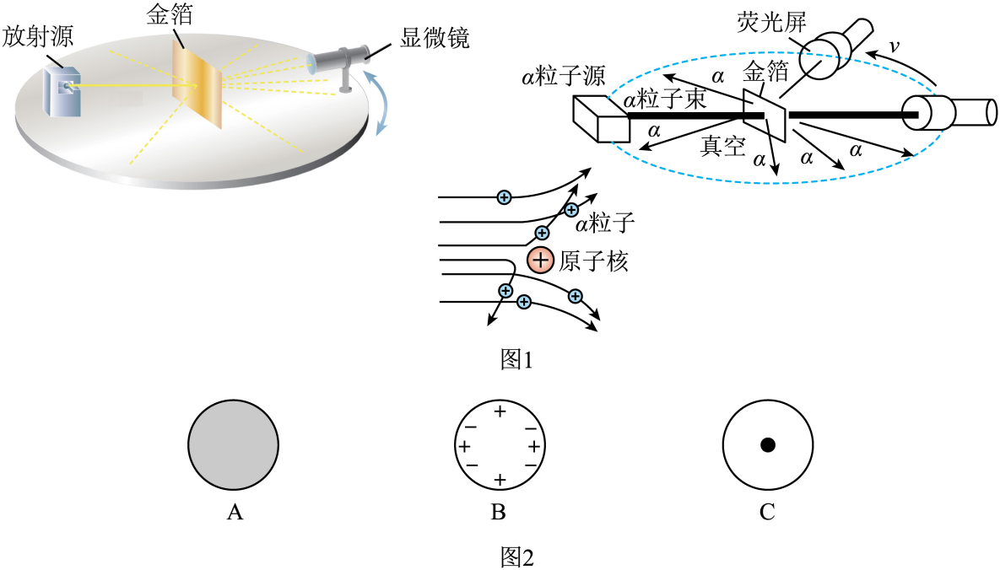 放射源
金箔
显微镜
荧光屏
v
α粒子源
α
金箔
α粒子束
α
真空
α
α
α
α粒子
原子核
图1
A
B
C
图2